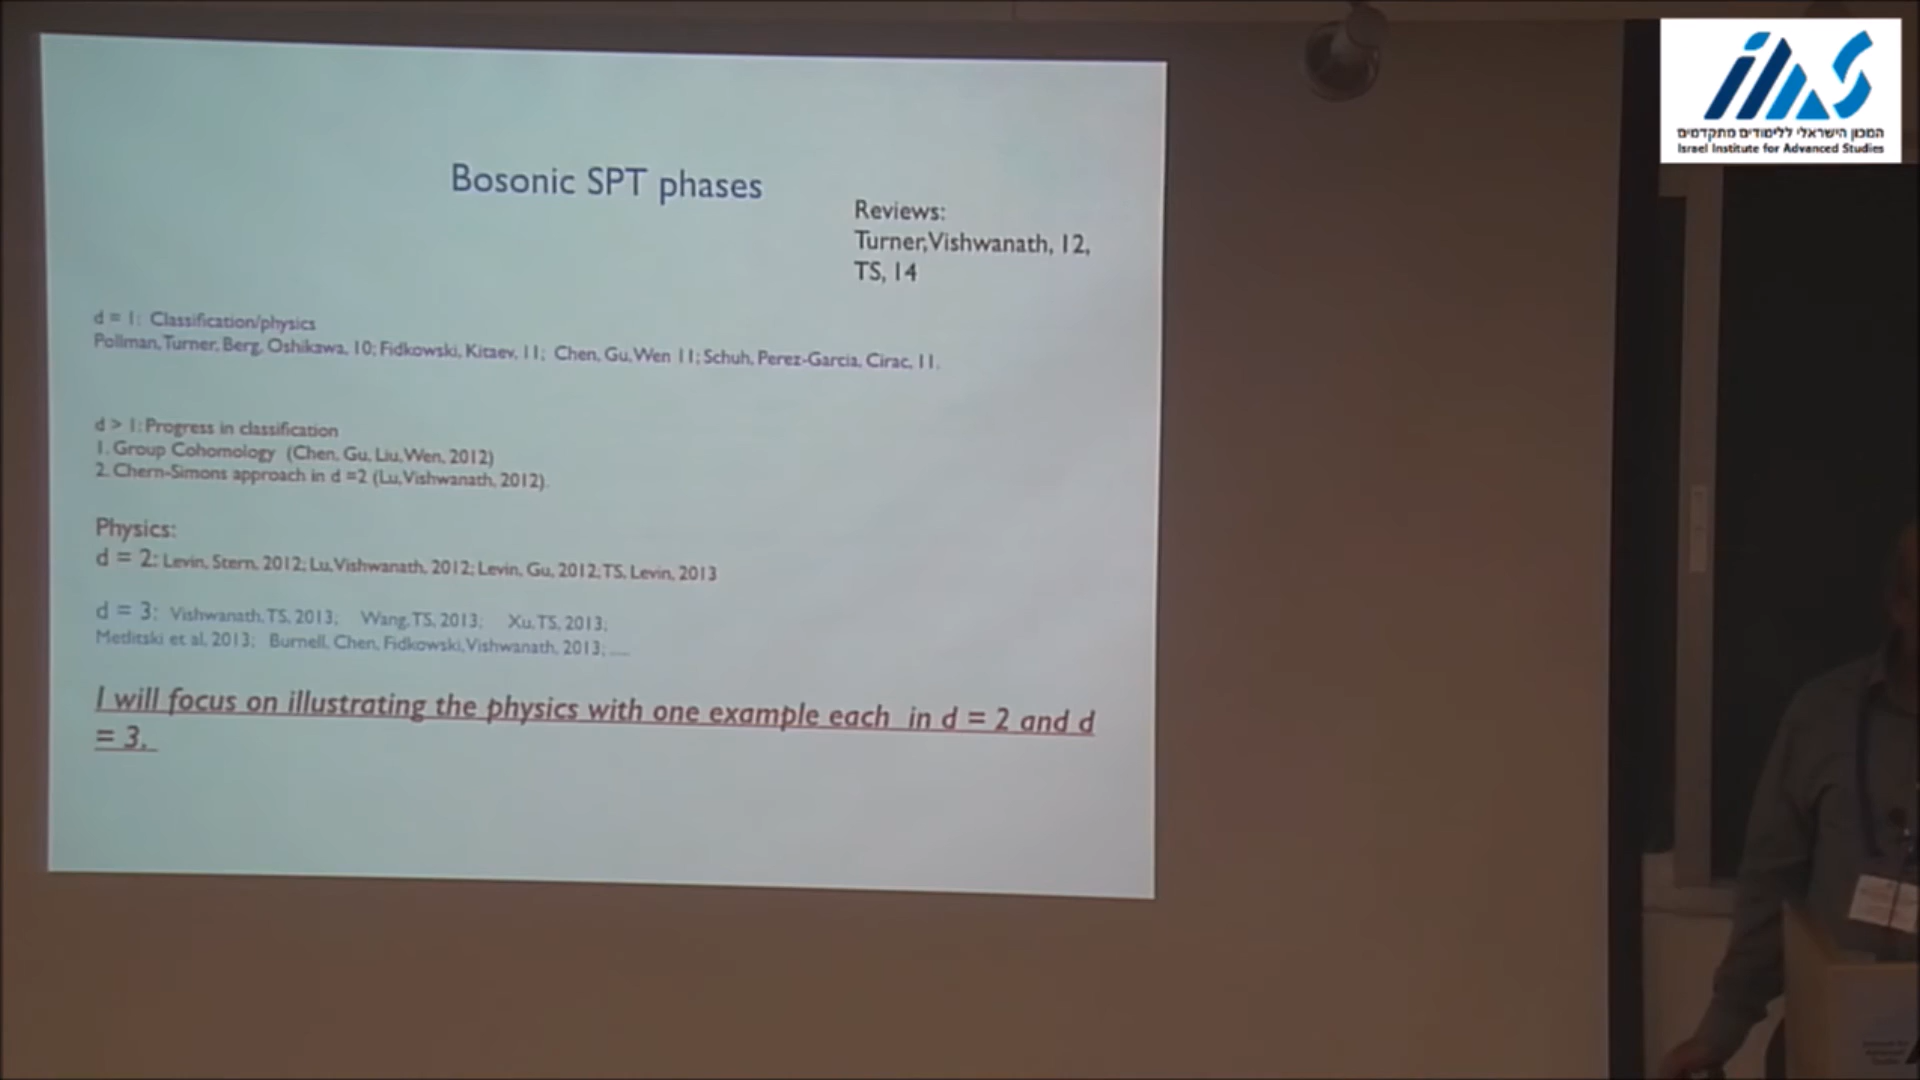 Bosonic SPT phases
Reviews:
Turner,Vishwanath, 12,
TS, 14
d = 1: Classification/physics
Pollman, Turner, Berg, Oshikawa, 10; Fidkowski, Kitaev, 11; Chen, Gu, Wen 11; Schuh, Perez-Garcia, Cirac, 11.
d > 1: Progress in classification
1. Group Cohomology (Chen, Gu, Liu, Wen, 2012)
2. Chern-Simons approach in d =2 (Lu, Vishwanath, 2012).
Physics:
d = 2: Levin, Stern, 2012; Lu, Vishwanath, 2012; Levin, Gu, 2012; TS, Levin, 2013
d = 3: Vishwanath, TS, 2013; Wang, TS, 2013; Xu, TS, 2013;
Metlitski et al, 2013; Burnell, Chen, Fidkowski, Vishwanath, 2013; .....
I will focus on illustrating the physics with one example each in d = 2 and d
= 3.
iias
המכון הישראלי ללימודים מתקדמים
Israel Institute for Advanced Studies